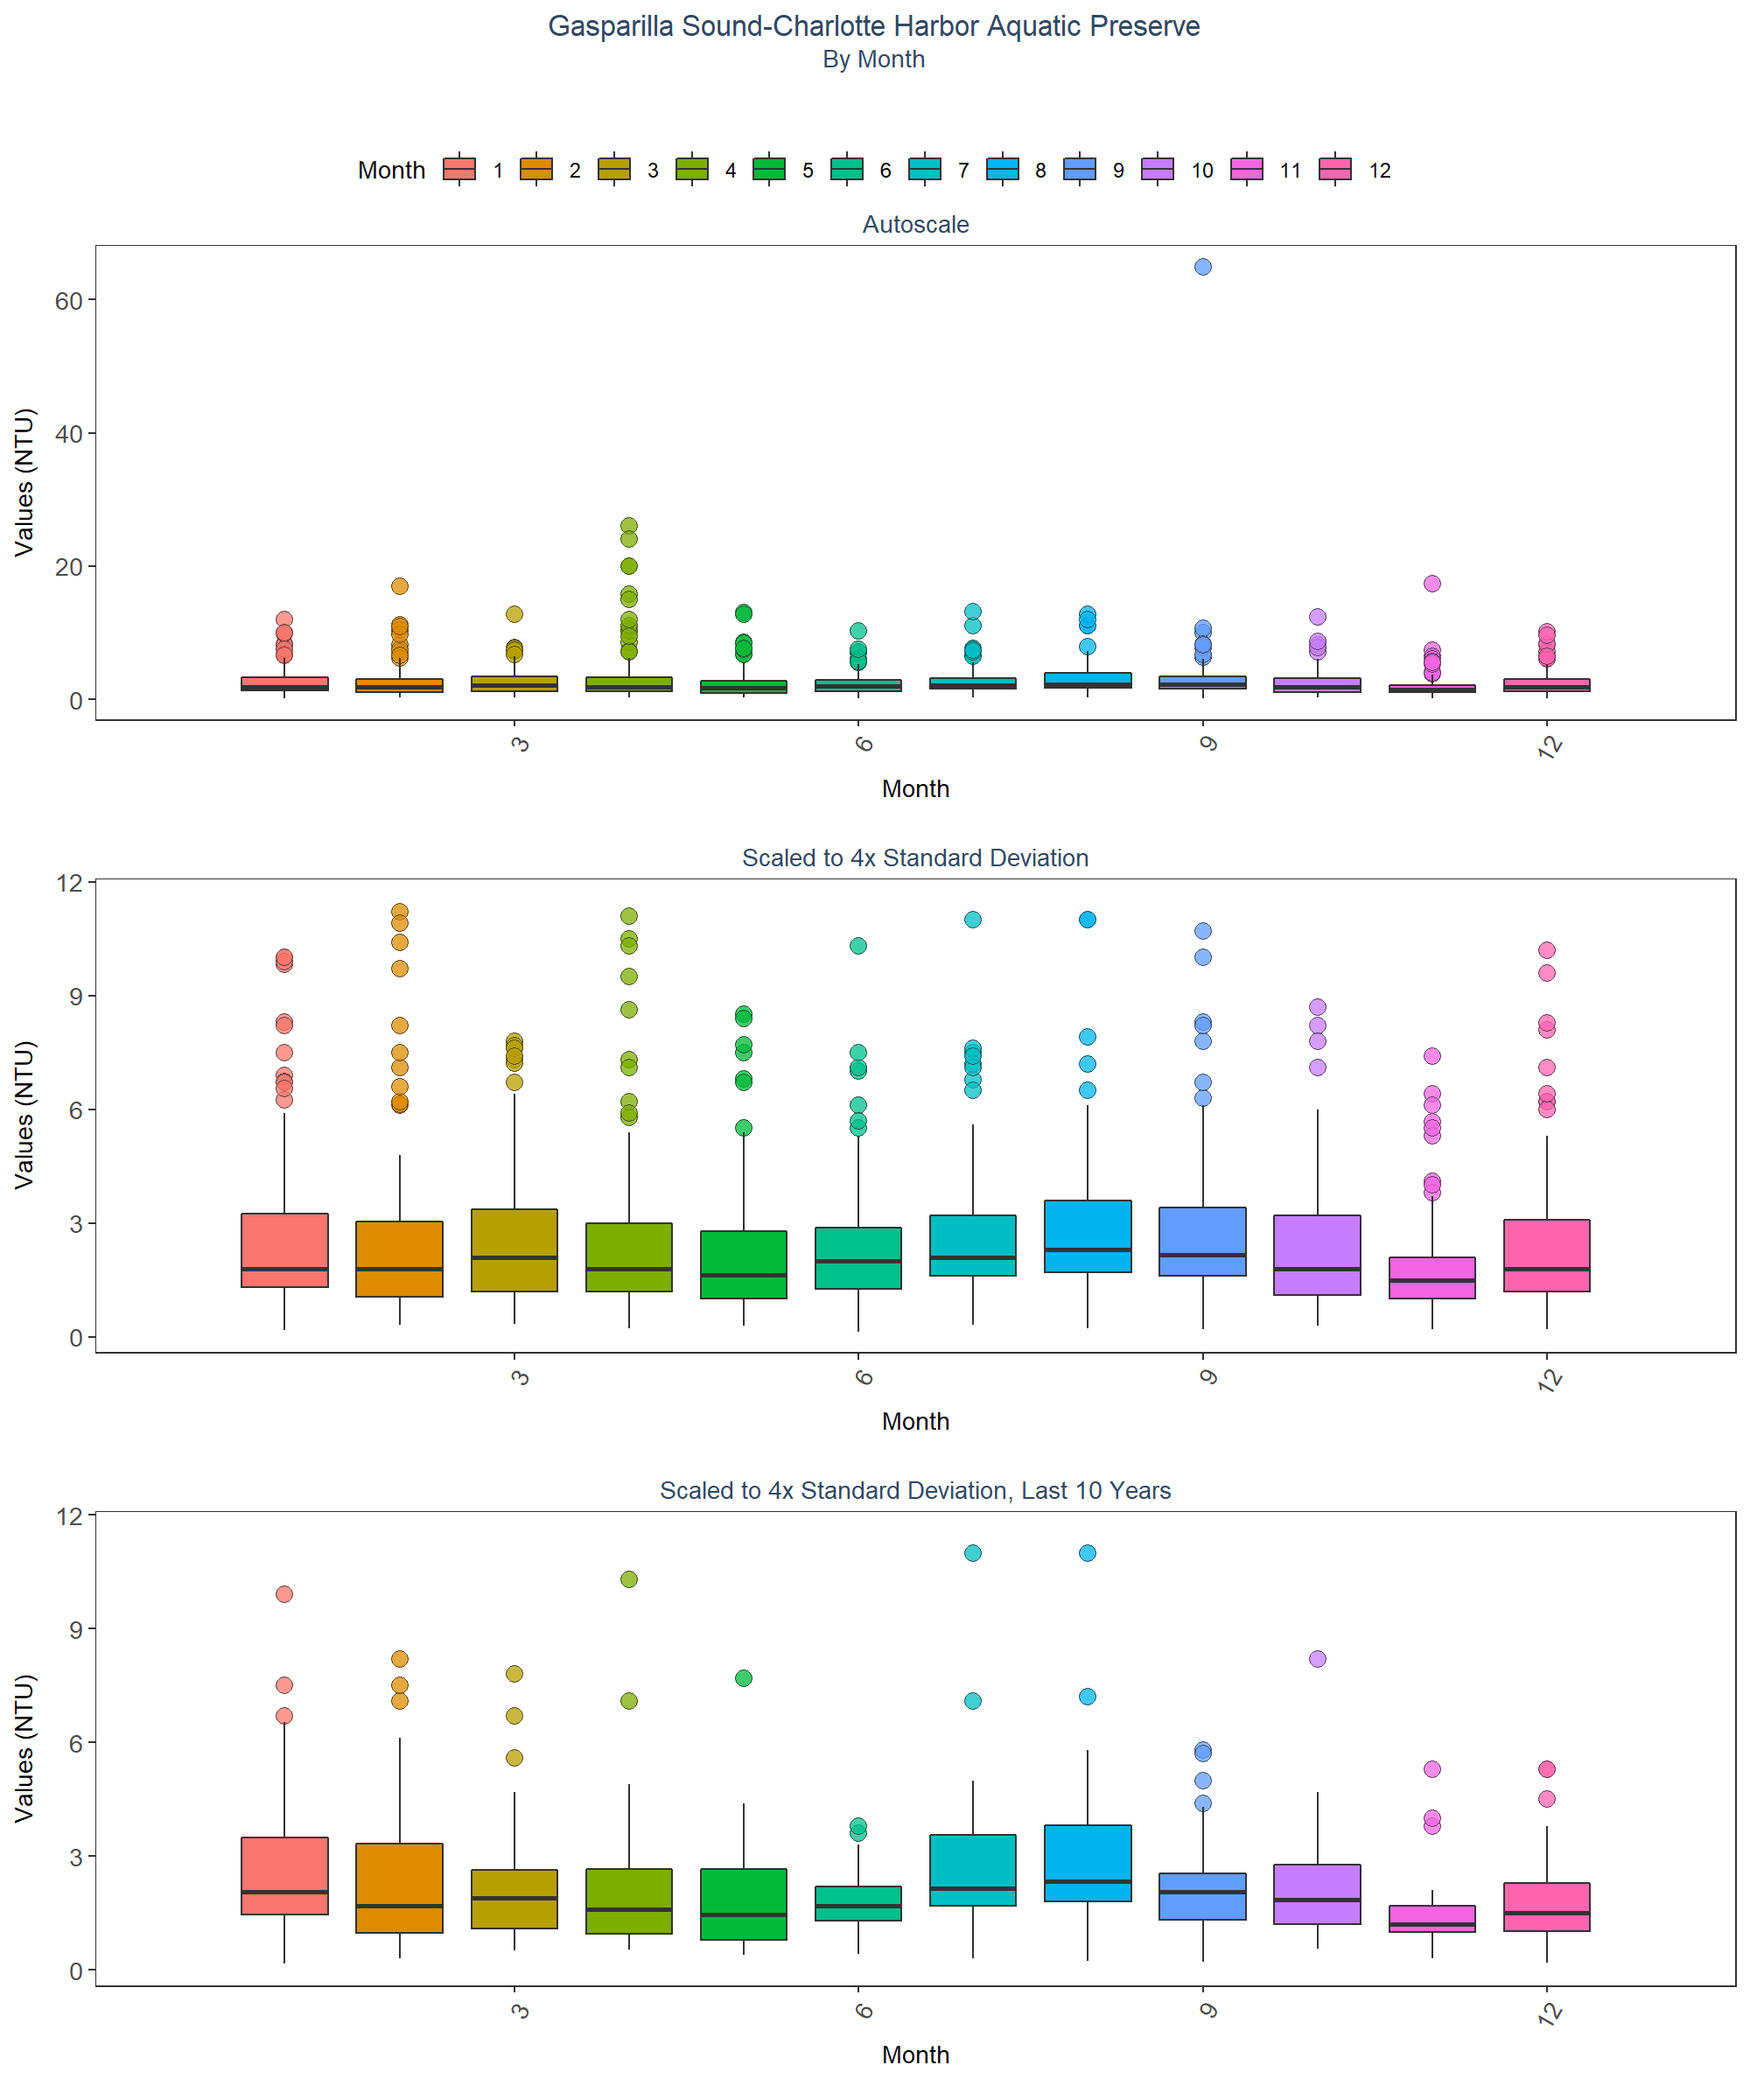 Gasparilla Sound-Charlotte Harbor Aquatic Preserve
By Month
Month 1 2 3 4 5 6 7 8 9 10 11 12
Autoscale
Values (NTU)
60
40
20
0
3 6 9 12
Month
Scaled to 4x Standard Deviation
Values (NTU)
12
9
6
3
0
3 6 9 12
Month
Scaled to 4x Standard Deviation, Last 10 Years
Values (NTU)
12
9
6
3
0
3 6 9 12
Month